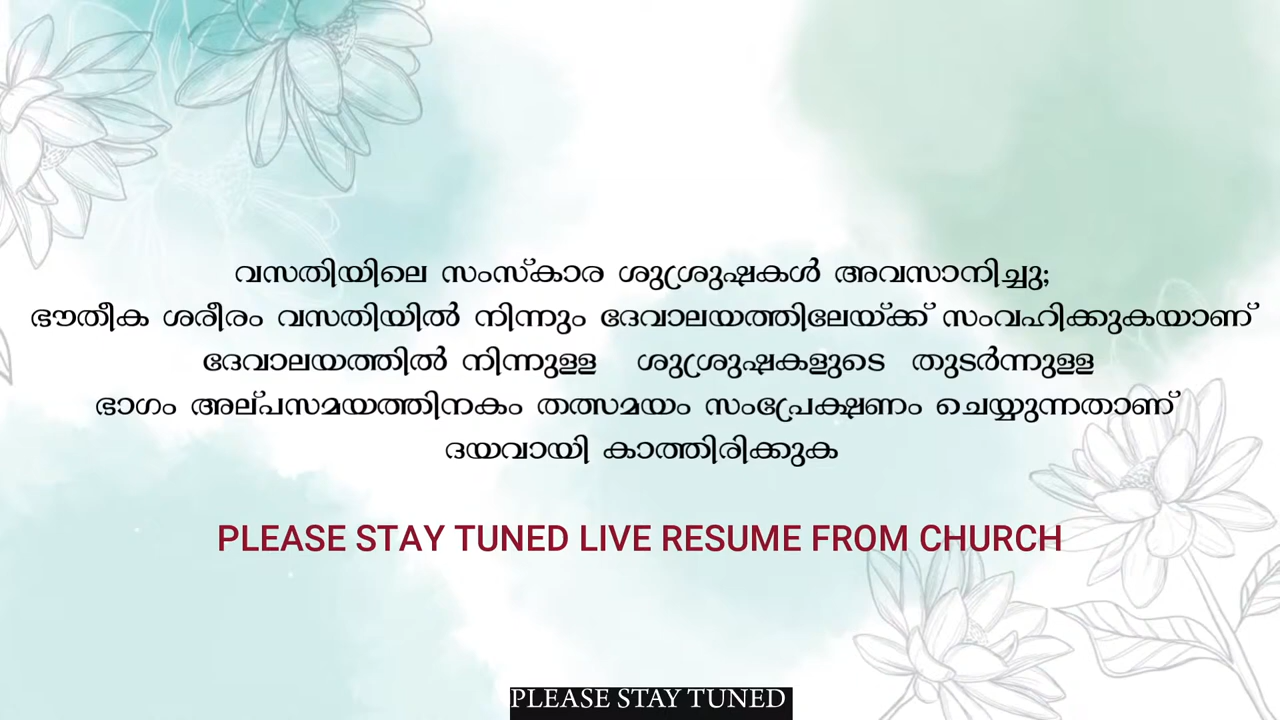 വസതിയിലെ സംസ്കാര ശുശ്രുഷകൾ അവസാനിച്ചു;
ഭൗതീക ശരീരം വസതിയിൽ നിന്നും ദേവാലയത്തിലേയ്ക്ക് സംവഹിക്കുകയാണ്
ദേവാലയത്തിൽ നിന്നുള്ള ശുശ്രുഷകളുടെ തുടർന്നുള്ള
ഭാഗം അല്പസമയത്തിനകം തത്സമയം സംപ്രേക്ഷണം ചെയ്യുന്നതാണ്
ദയവായി കാത്തിരിക്കുക
PLEASE STAY TUNED LIVE RESUME FROM CHURCH
PLEASE STAY TUNED